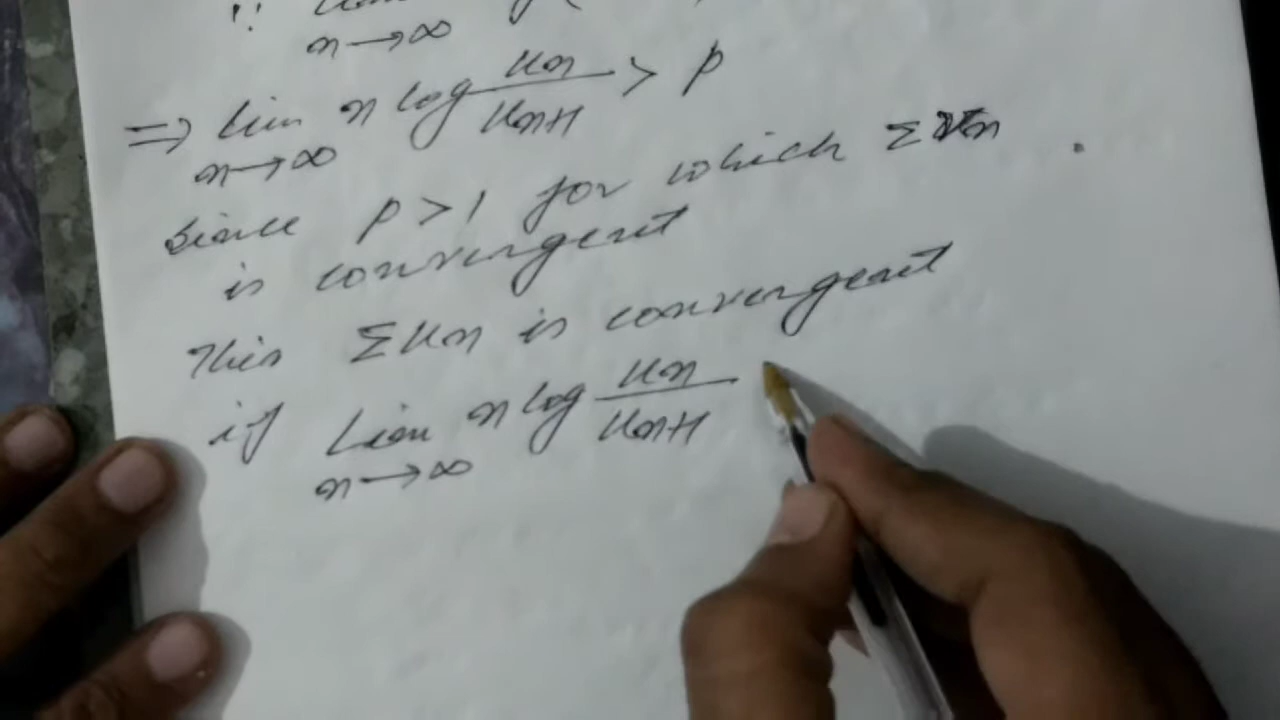 n→∞
⇒ lim n log un/un+1 > p
n→∞
since p>1 for which Σvn .
is convergent
This Σun is convergent
if Lim n log un/un+1
n→∞